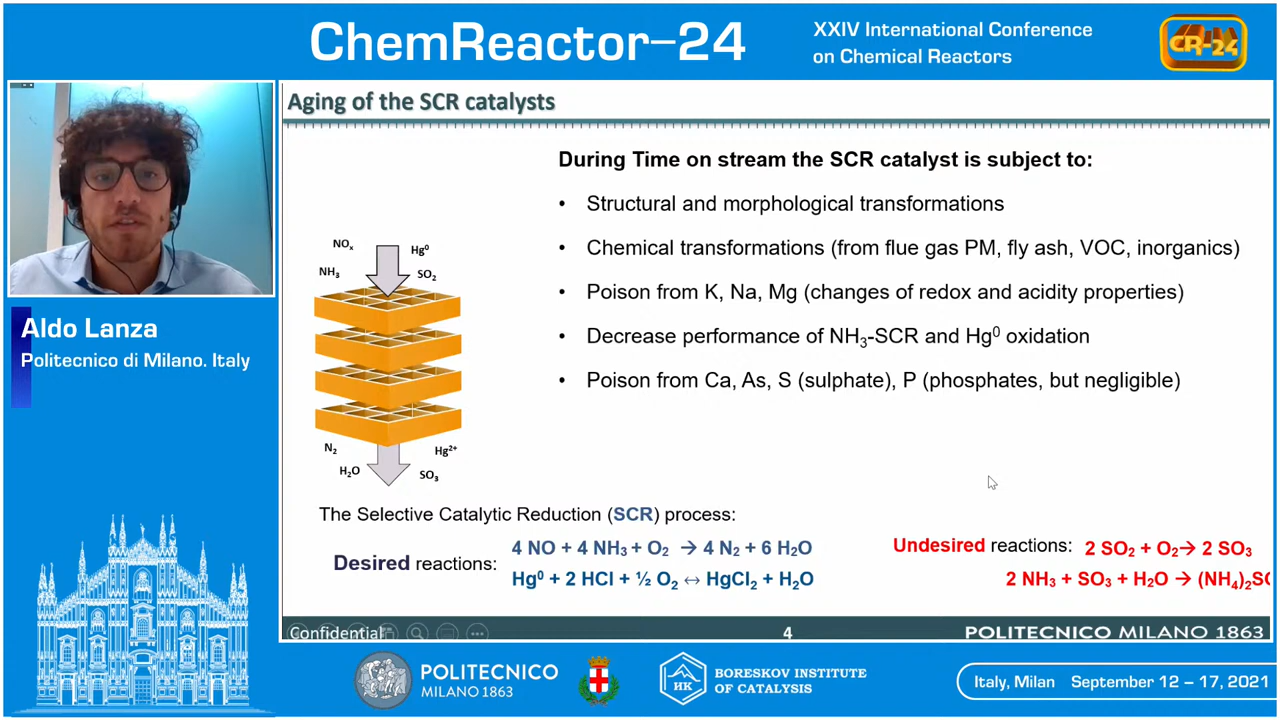 ChemReactor-24
XXIV International Conference
on Chemical Reactors
CR-24
Aging of the SCR catalysts
Aldo Lanza
Politecnico di Milano. Italy
During Time on stream the SCR catalyst is subject to:
• Structural and morphological transformations
• Chemical transformations (from flue gas PM, fly ash, VOC, inorganics)
• Poison from K, Na, Mg (changes of redox and acidity properties)
• Decrease performance of NH₃-SCR and Hg⁰ oxidation
• Poison from Ca, As, S (sulphate), P (phosphates, but negligible)
NOₓ
Hg⁰
NH₃
SO₂
N₂
Hg²⁺
H₂O
SO₃
The Selective Catalytic Reduction (SCR) process:
Desired reactions:
4 NO + 4 NH₃ + O₂ → 4 N₂ + 6 H₂O
Hg⁰ + 2 HCl + ½ O₂ ↔ HgCl₂ + H₂O
Undesired reactions: 2 SO₂ + O₂→ 2 SO₃
2 NH₃ + SO₃ + H₂O → (NH₄)₂SO
Confidential
4
POLITECNICO MILANO 1863
POLITECNICO
MILANO 1863
НК
BORESKOV INSTITUTE
OF CATALYSIS
Italy, Milan September 12 – 17, 2021